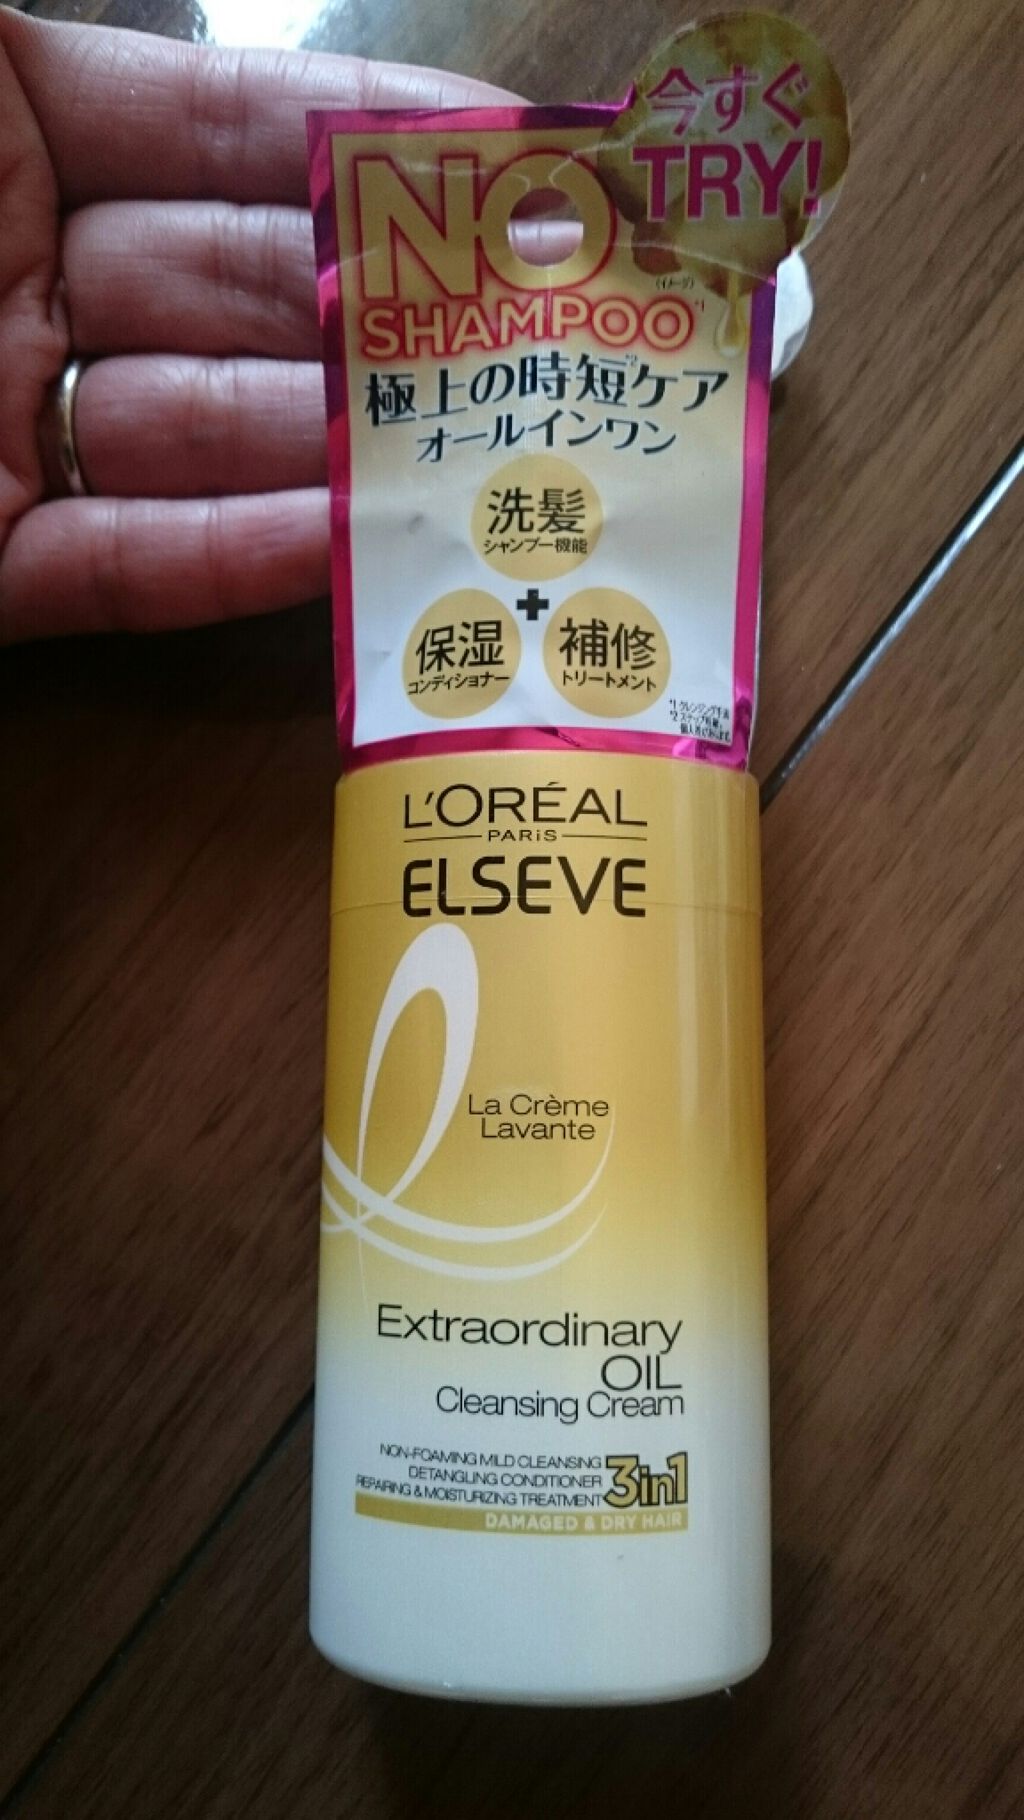 今すぐ
TRY!
NO
(イメージ)
SHAMPOO*1
極上の時短*2ケア
オールインワン
洗髪
シャンプー機能
+
保湿
コンディショナー
補修
トリートメント
L'ORÉAL
PARIS
ELSEVE
La Crème
Lavante
Extraordinary
OIL
Cleansing Cream
NON-FOAMING MILD CLEANSING
DETANGLING CONDITIONER
REPAIRING & MOISTURIZING TREATMENT
3in1
DAMAGED & DRY HAIR